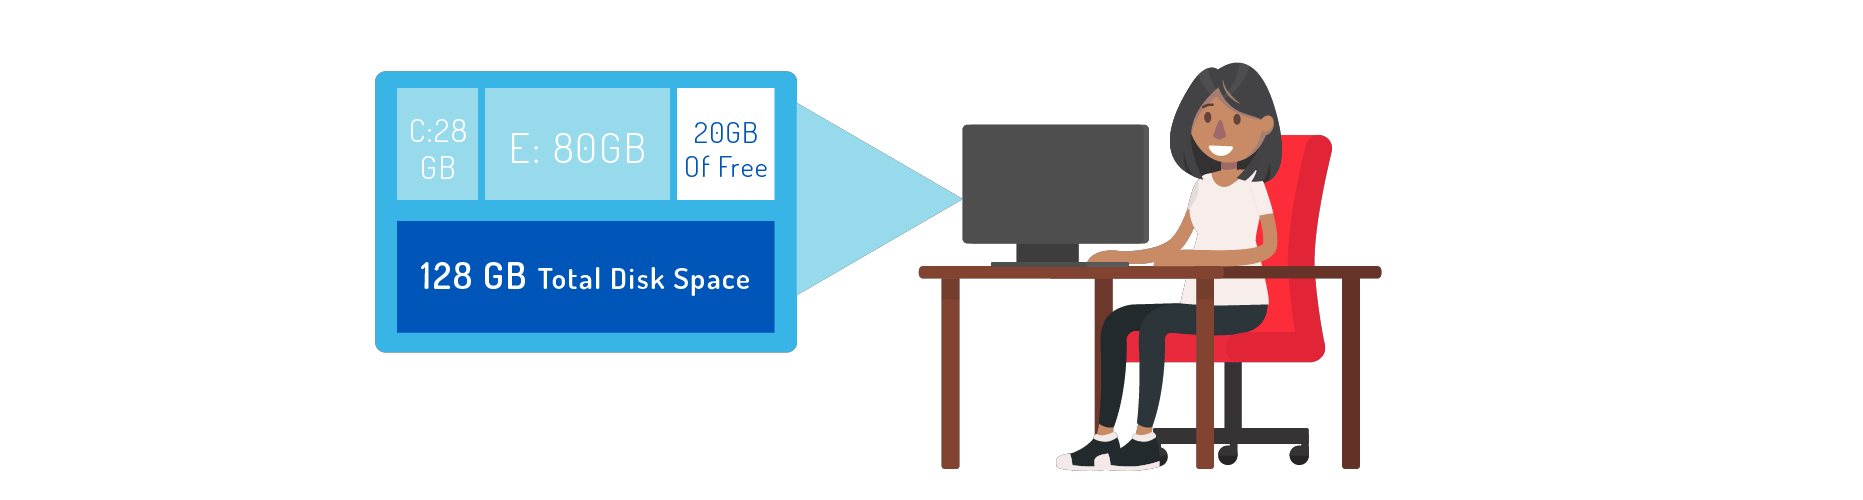 C:28
GB
E: 80GB
20GB
Of Free
128 GB Total Disk Space